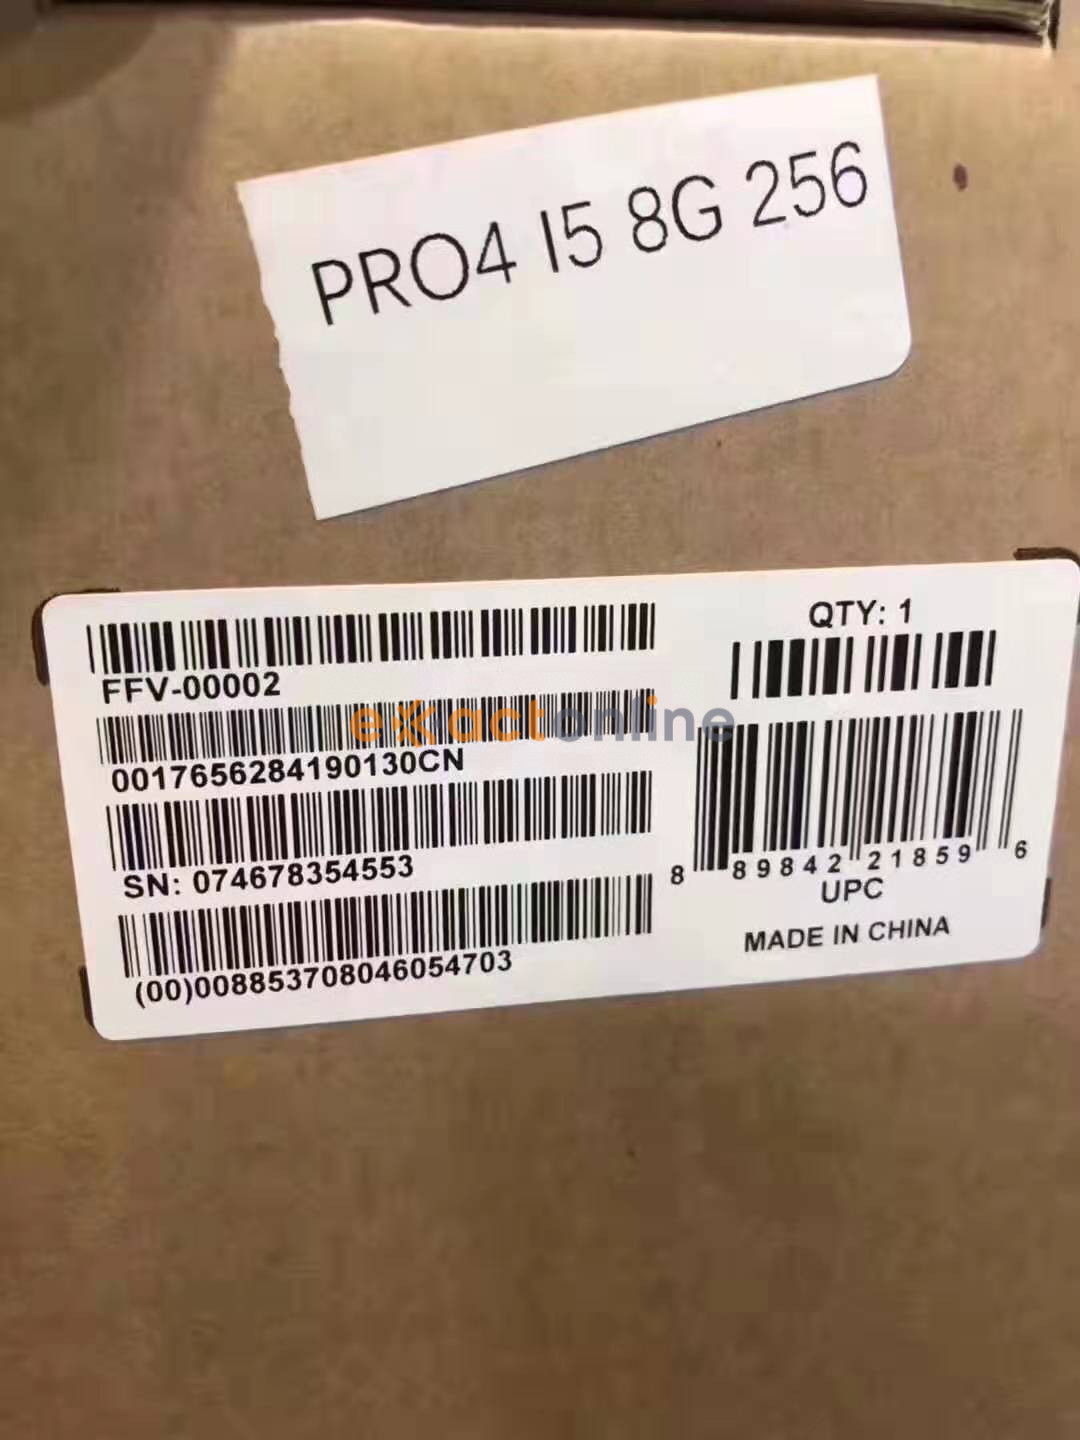 PRO4 I5 8G 256
FFV-00002
0017656284190130CN
SN: 074678354553
(00)008853708046054703
QTY: 1
8 89842 21859 6
UPC
MADE IN CHINA
exxactonline